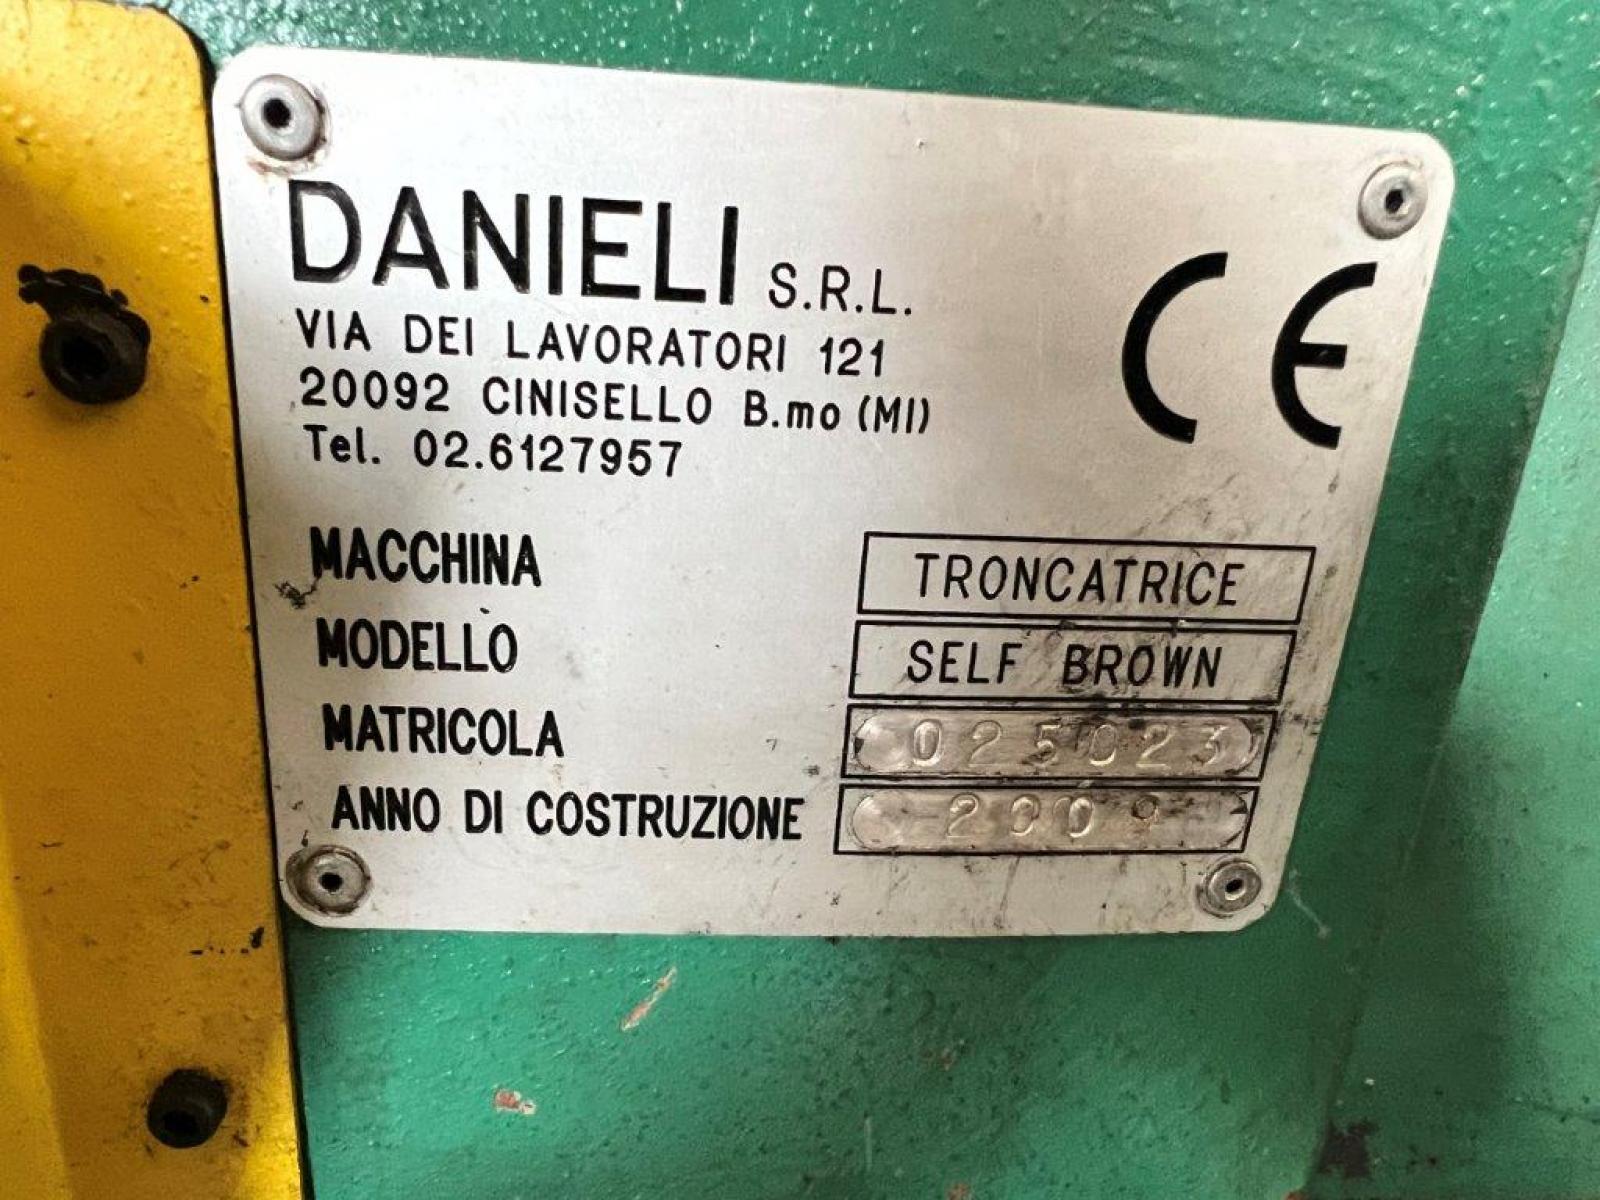 DANIELI S.R.L.
CE
VIA DEI LAVORATORI 121
20092 CINISELLO B.mo (MI)
Tel. 02.6127957
MACCHINA TRONCATRICE
MODELLO SELF BROWN
MATRICOLA 025023
ANNO DI COSTRUZIONE 2009